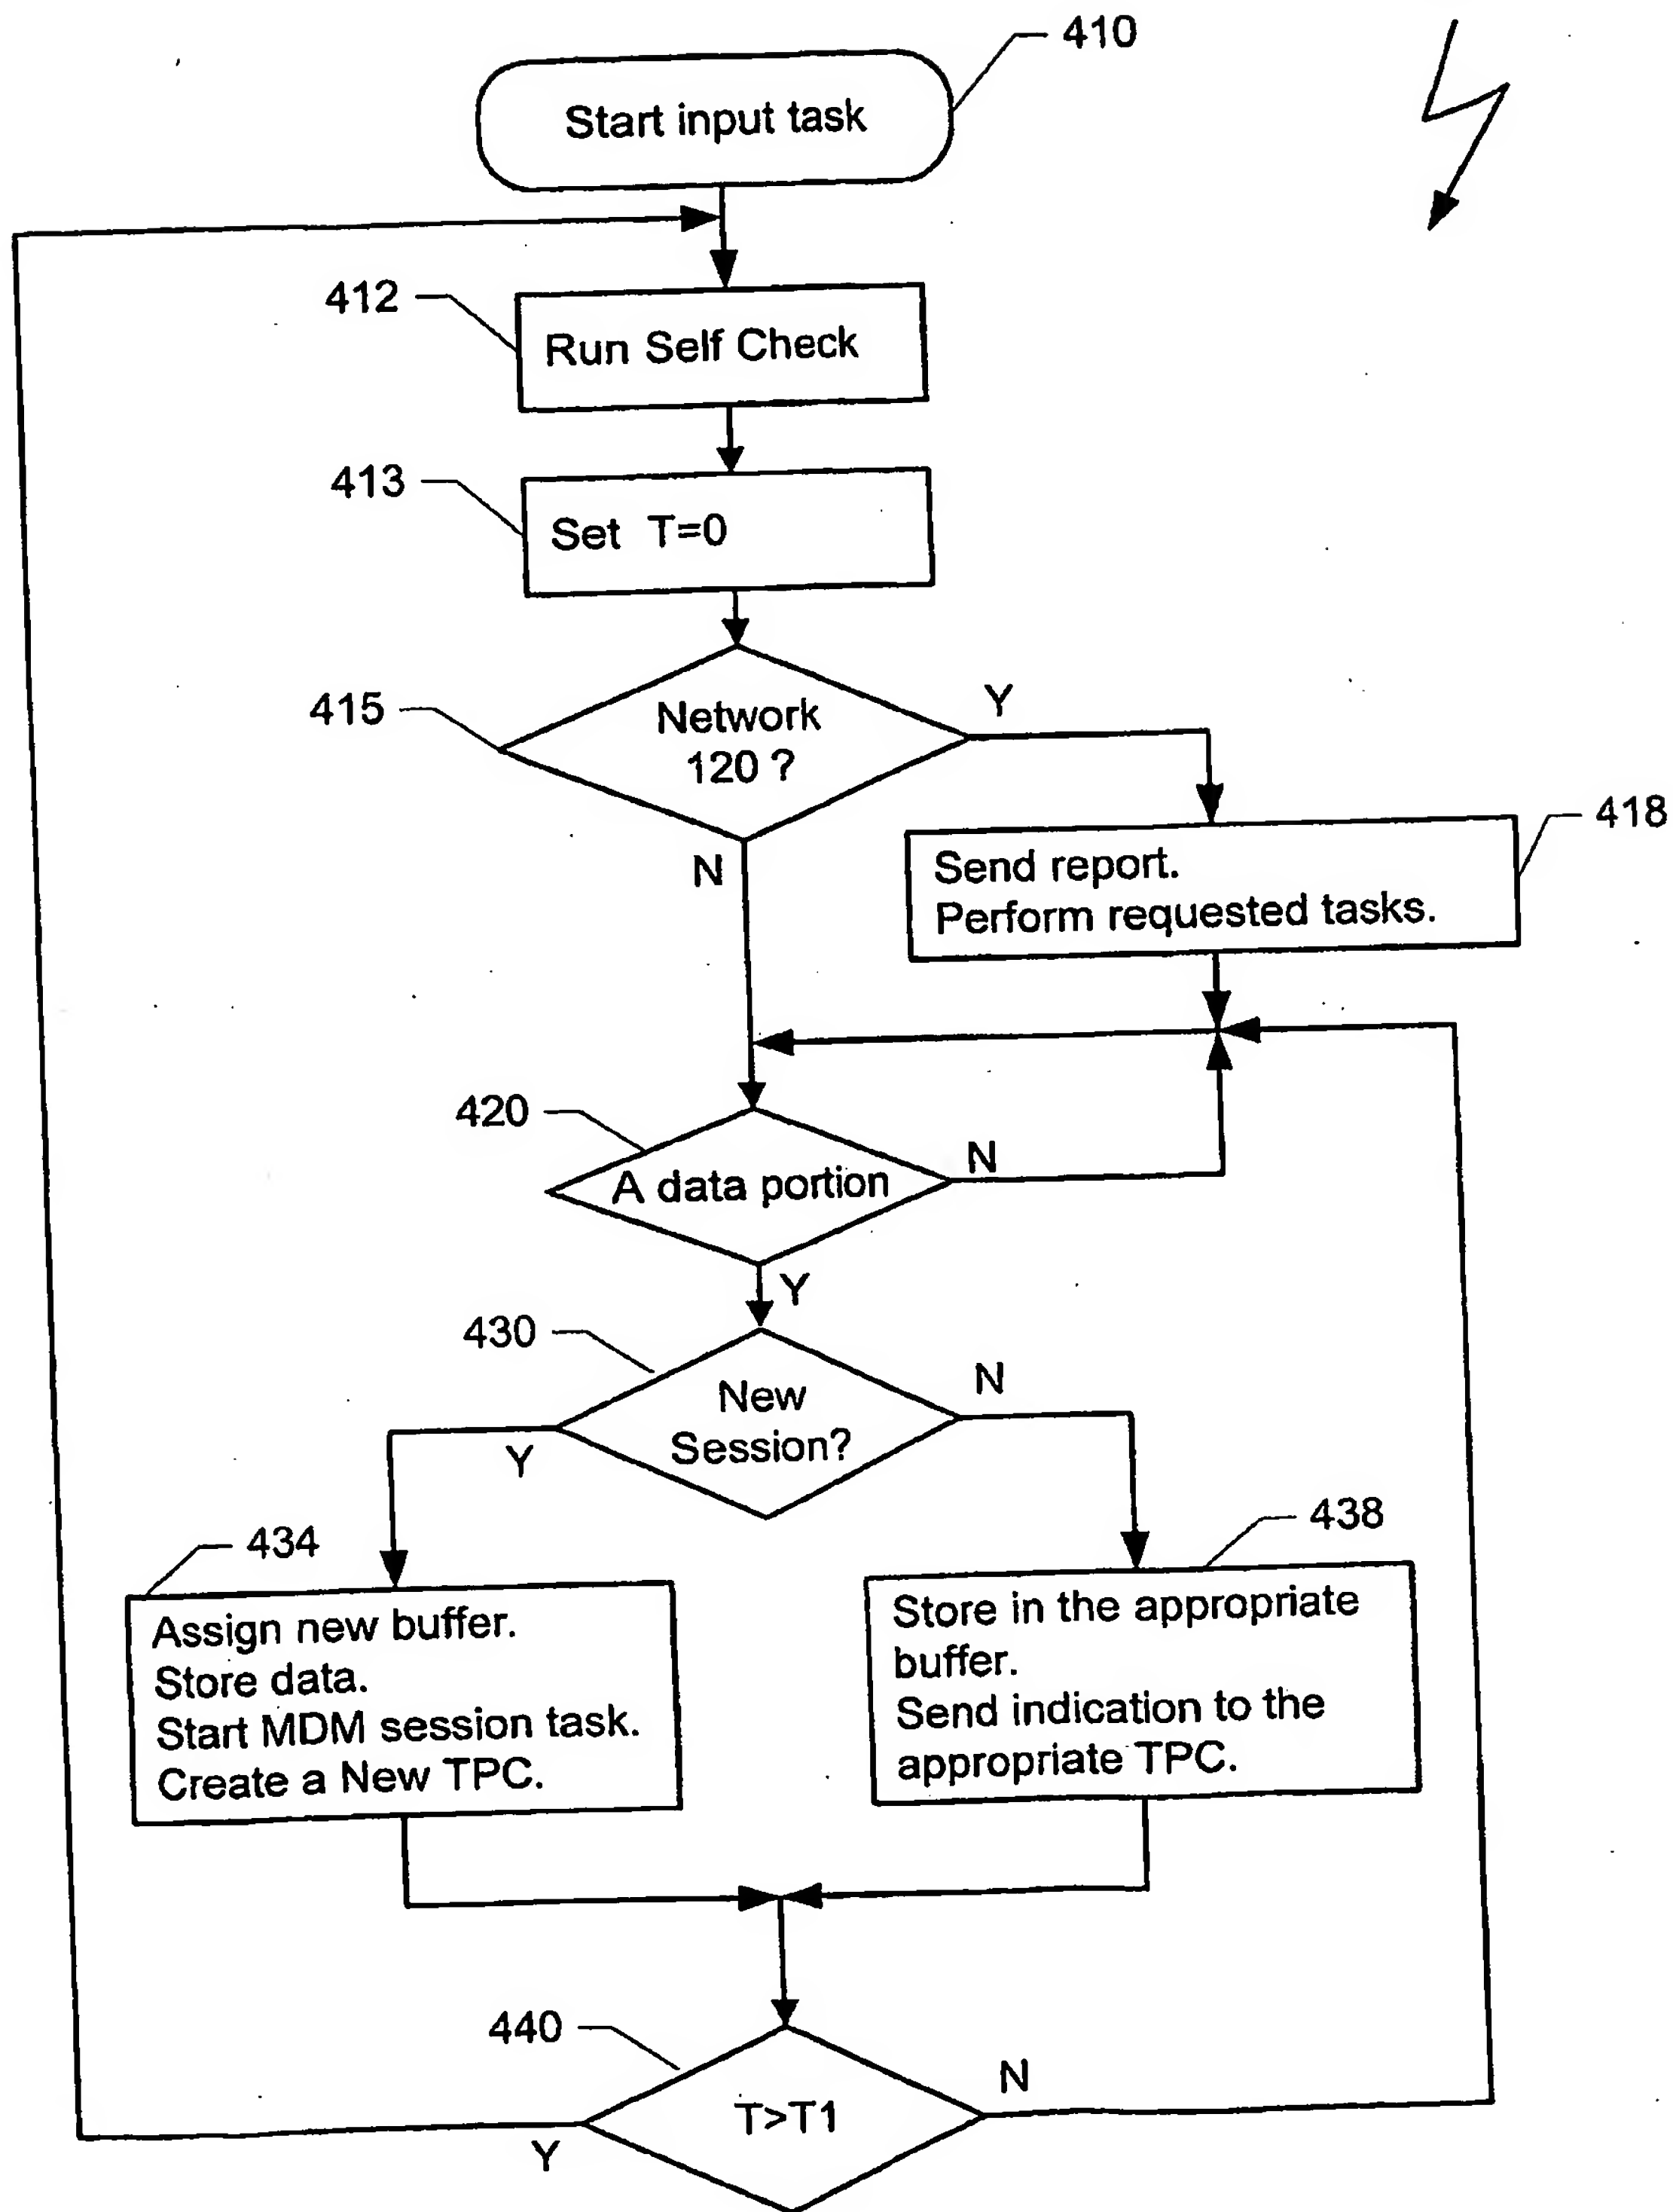 410
Start input task
412
Run Self Check
413
Set T=0
415
Network
120 ?
Y
N
418
Send report.
Perform requested tasks.
420
A data portion
N
Y
430
New
Session?
N
Y
434
Assign new buffer.
Store data.
Start MDM session task.
Create a New TPC.
438
Store in the appropriate
buffer.
Send indication to the
appropriate TPC.
440
T>T1
N
Y